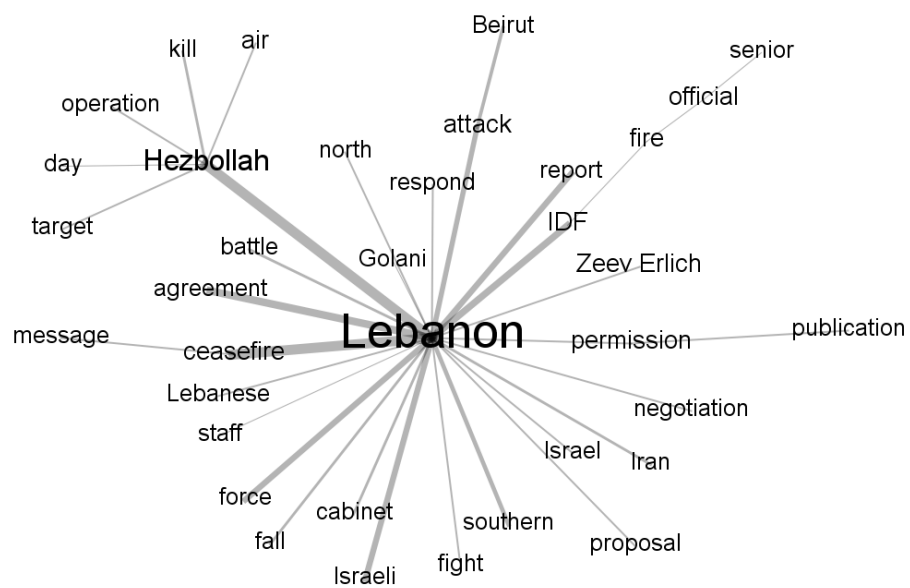 Beirut
air
kill
senior
official
operation
attack
fire
Hezbollah
north
day
report
respond
IDF
target
battle
Golani
Zeev Erlich
agreement
Lebanon
message
publication
permission
ceasefire
Lebanese
negotiation
staff
Israel
Iran
force
cabinet
southern
fall
proposal
fight
Israeli